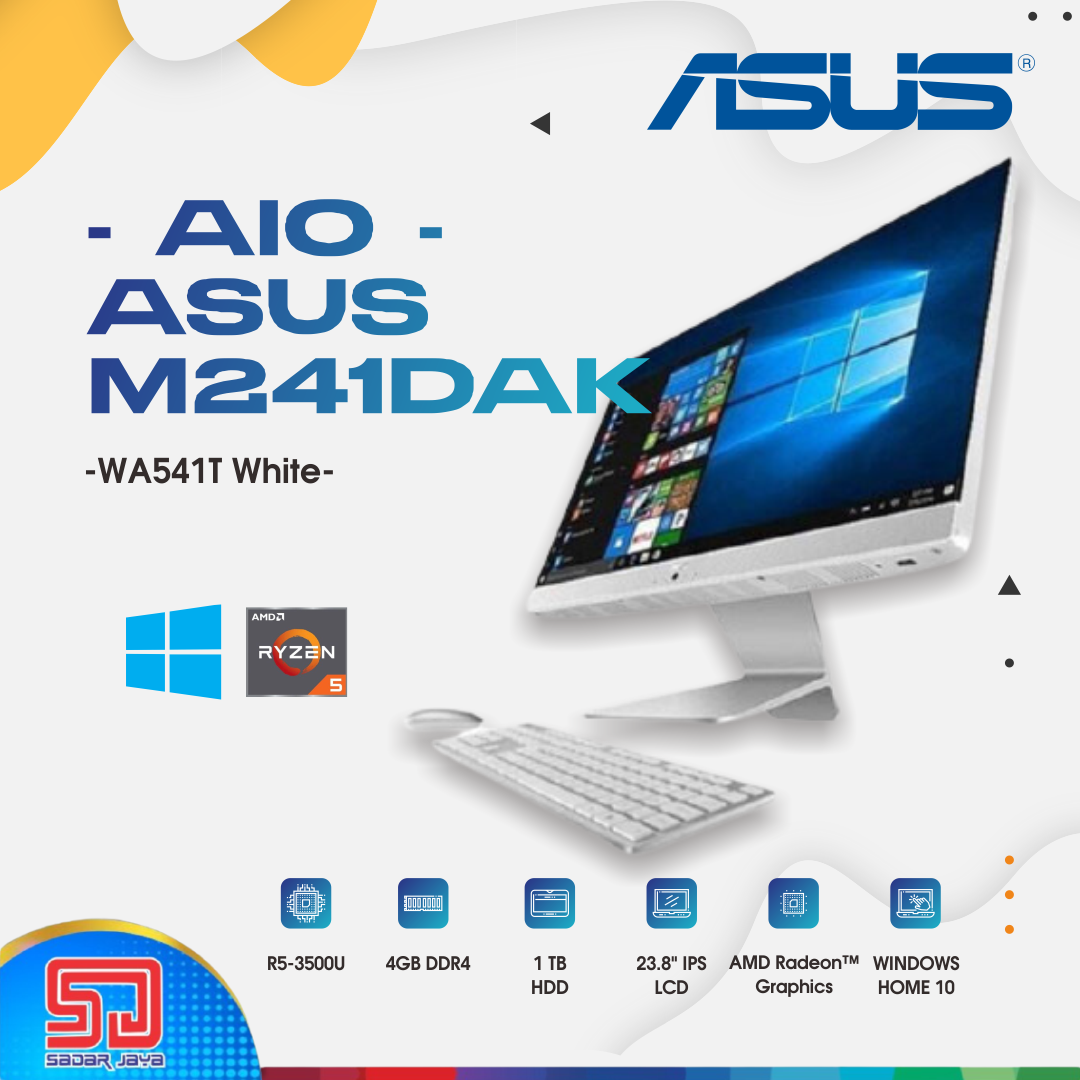 ASUS®
- AIO -
ASUS
M241DAK
-WA541T White-
AMD
RYZEN
5
R5-3500U
4GB DDR4
1 TB
HDD
23.8" IPS
LCD
AMD Radeon™
Graphics
WINDOWS
HOME 10
SJ
SADAR JAYA